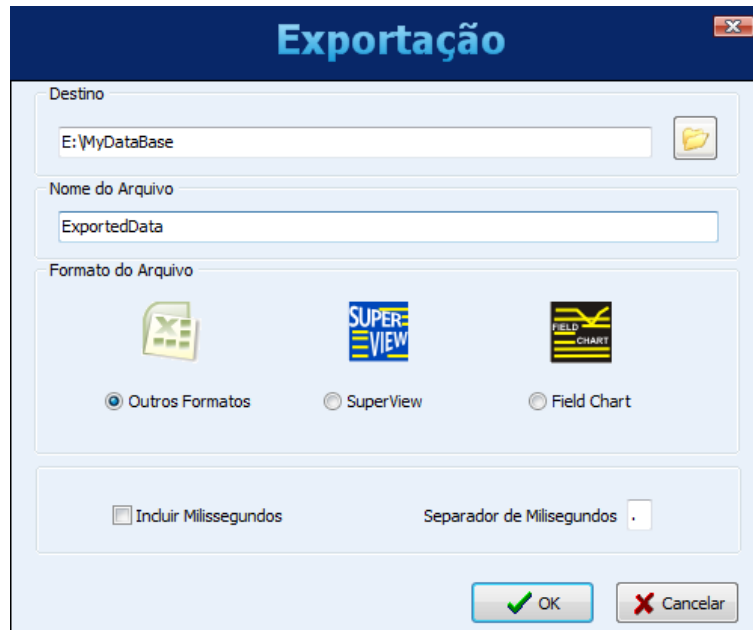 Exportação
Destino
E:\MyDataBase
Nome do Arquivo
ExportedData
Formato do Arquivo
SUPER VIEW
FIELD CHART
Outros Formatos SuperView Field Chart
Incluir Milissegundos Separador de Milisegundos .
OK Cancelar